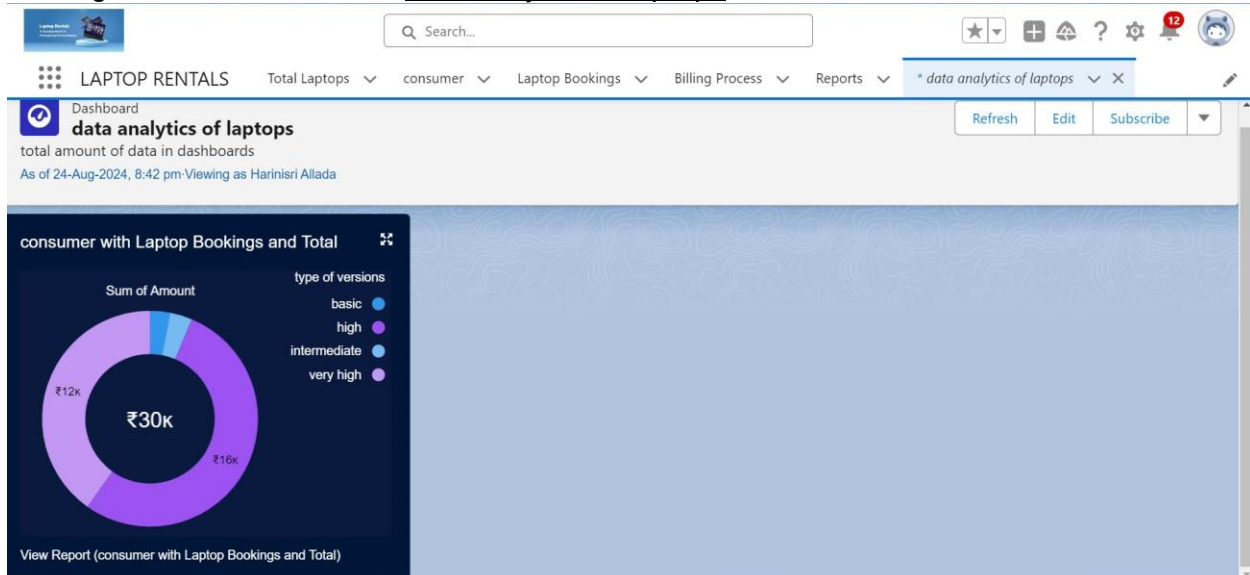 Search...
12
LAPTOP RENTALS
Total Laptops
consumer
Laptop Bookings
Billing Process
Reports
* data analytics of laptops
Dashboard
data analytics of laptops
total amount of data in dashboards
As of 24-Aug-2024, 8:42 pm·Viewing as Harinisri Allada
Refresh
Edit
Subscribe
consumer with Laptop Bookings and Total
Sum of Amount
type of versions
basic
high
intermediate
very high
₹12K
₹30K
₹16K
View Report (consumer with Laptop Bookings and Total)